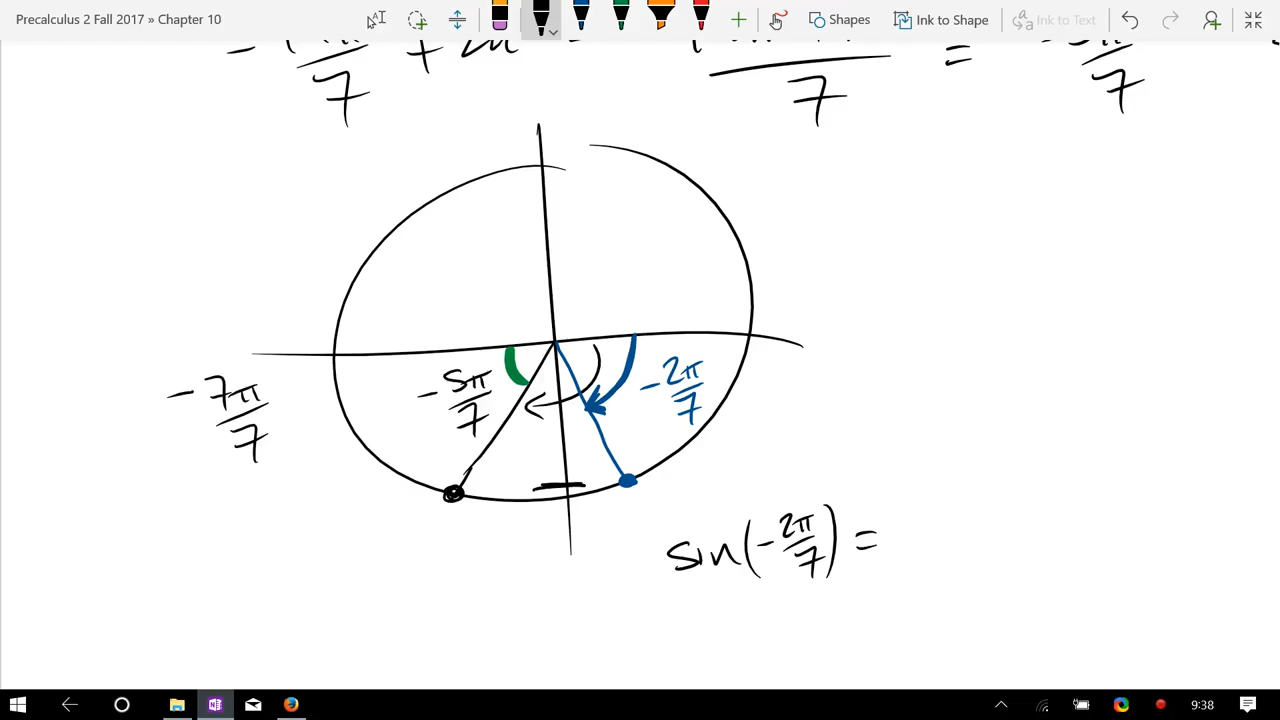 Precalculus 2 Fall 2017 » Chapter 10
Shapes
Ink to Shape
Ink to Text
7 7 = 7
-7π/7
-5π/7
-2π/7
sin(-2π/7) =
9:38